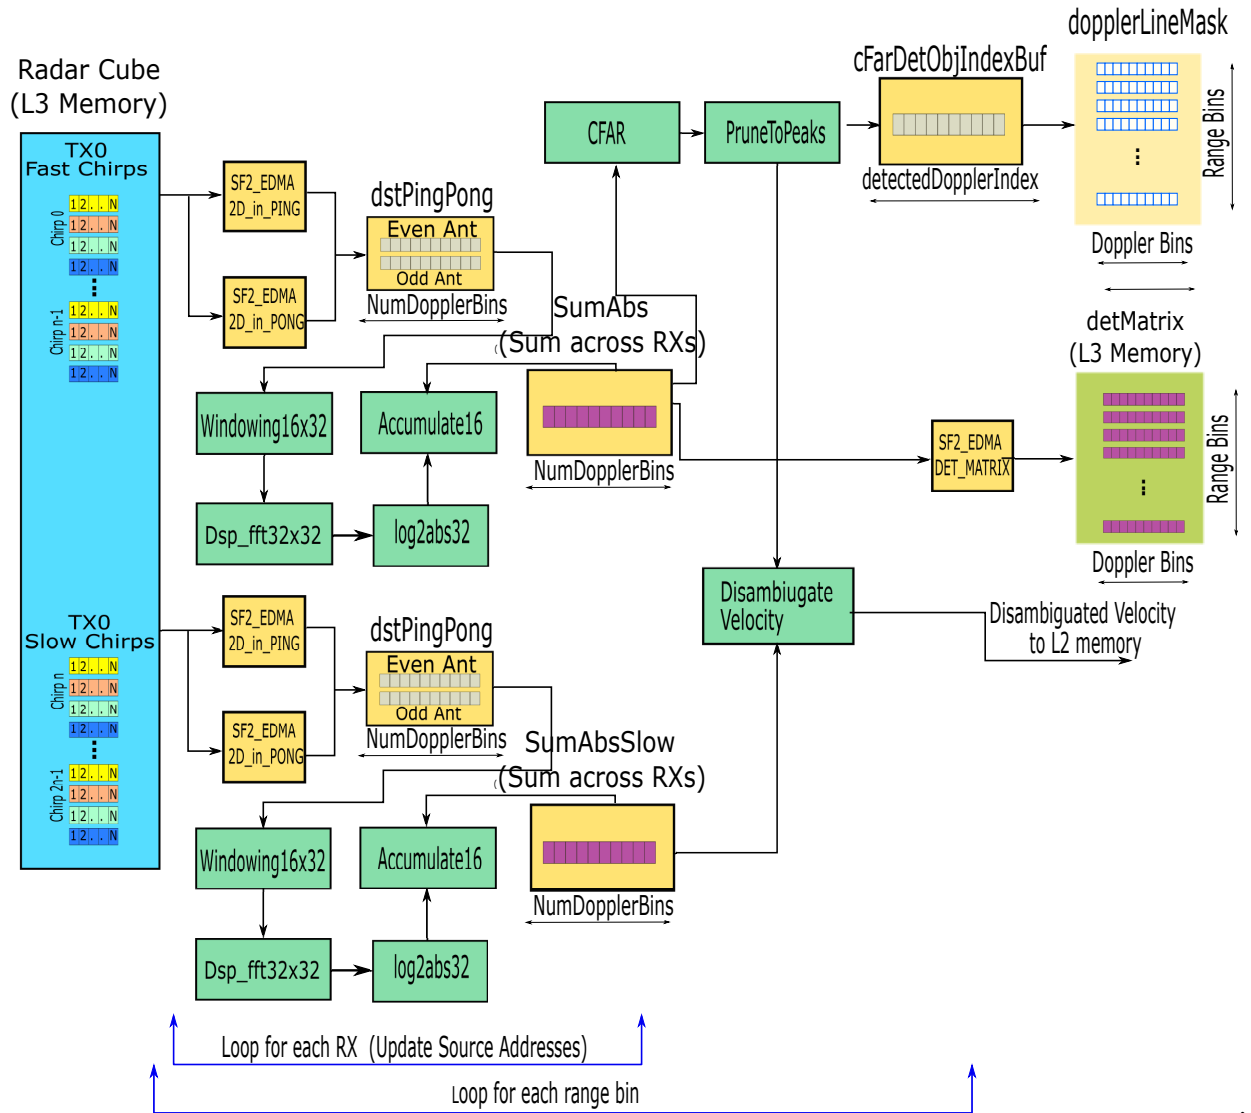 Radar Cube
(L3 Memory)
TX0
Fast Chirps
Chirp 0
1 2 . . N
1 2 . . N
1 2 . . N
1 2 . . N
Chirp n-1
1 2 . . N
1 2 . . N
1 2 . . N
1 2 . . N
TX0
Slow Chirps
Chirp n
1 2 . . N
1 2 . . N
1 2 . . N
1 2 . . N
Chirp 2n-1
1 2 . . N
1 2 . . N
1 2 . . N
1 2 . . N
SF2_EDMA
2D_in_PING
SF2_EDMA
2D_in_PONG
dstPingPong
Even Ant
Odd Ant
NumDopplerBins
Windowing16x32
Dsp_fft32x32
log2abs32
Accumulate16
SumAbs
(Sum across RXs)
(
NumDopplerBins
CFAR
PruneToPeaks
cFarDetObjIndexBuf
detectedDopplerIndex
dopplerLineMask
...
Range Bins
Doppler Bins
detMatrix
(L3 Memory)
...
Range Bins
Doppler Bins
SF2_EDMA
DET_MATRIX
Disambiugate
Velocity
Disambiguated Velocity
to L2 memory
SF2_EDMA
2D_in_PING
SF2_EDMA
2D_in_PONG
dstPingPong
Even Ant
Odd Ant
NumDopplerBins
Windowing16x32
Dsp_fft32x32
log2abs32
Accumulate16
SumAbsSlow
(Sum across RXs)
(
NumDopplerBins
Loop for each RX (Update Source Addresses)
Loop for each range bin